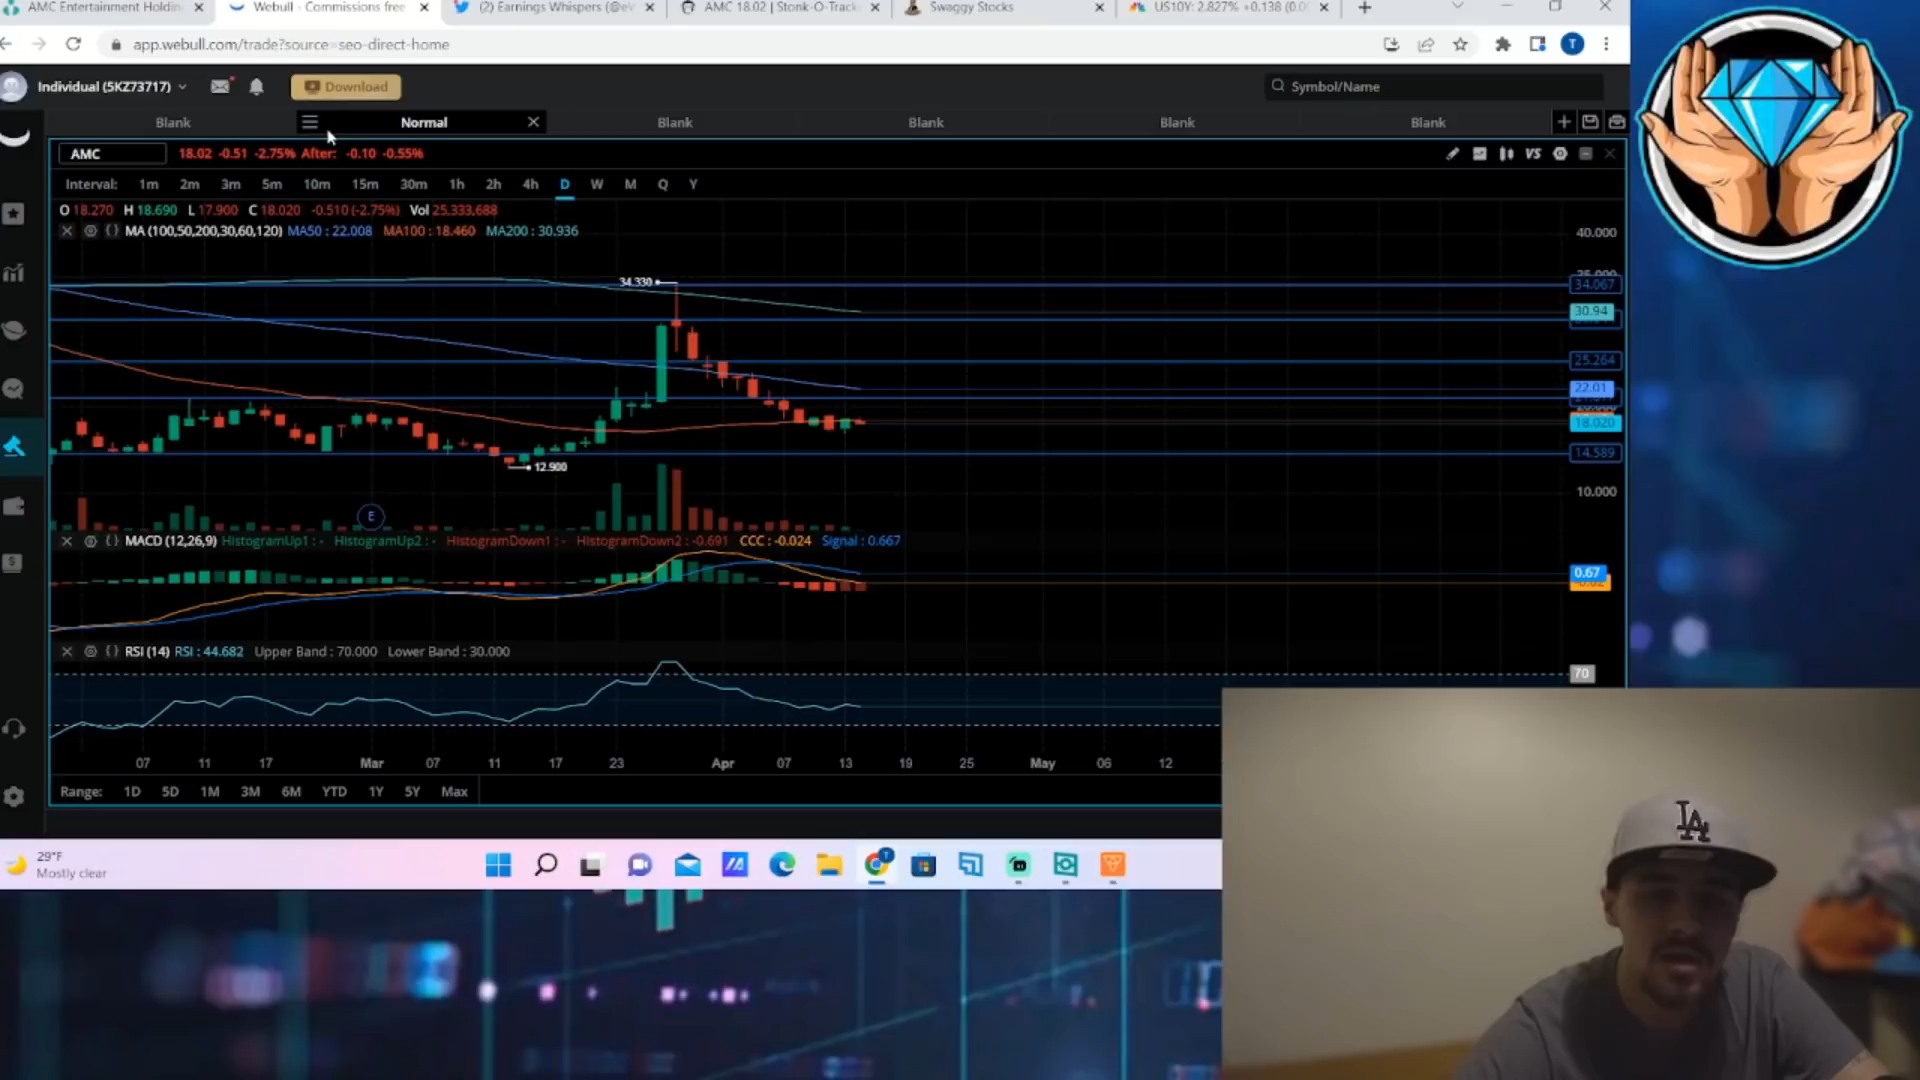 AMC Entertainment Holdin
Webull - Commissions free
(2) Earnings Whispers (@eW
AMC 18.02 | Stonk-O-Track
Swaggy Stocks
US10Y: 2.827% +0.138 (0.0
app.webull.com/trade?source=seo-direct-home
T
Individual (5KZ73717)
Download
Symbol/Name
Blank
Normal
Blank
Blank
Blank
Blank
AMC
18.02 -0.51 -2.75% After: -0.10 -0.55%
VS
Interval: 1m 2m 3m 5m 10m 15m 30m 1h 2h 4h D W M Q Y
O 18.270 H 18.690 L 17.900 C 18.020 -0.510 (-2.75%) Vol 25,333,688
MA (100,50,200,30,60,120) MA50 : 22.008 MA100 : 18.460 MA200 : 30.936
40.000
34.330
34.067
30.94
25.264
22.01
18.020
14.589
12.900
10.000
E
MACD (12,26,9) HistogramUp1 : - HistogramUp2 : - HistogramDown1 : - HistogramDown2 : -0.691 CCC : -0.024 Signal : 0.667
0.67
RSI (14) RSI : 44.682 Upper Band : 70.000 Lower Band : 30.000
70
07 11 17 Mar 07 11 17 23 Apr 07 13 19 25 May 06 12
Range: 1D 5D 1M 3M 6M YTD 1Y 5Y Max
29°F
Mostly clear
T
LA